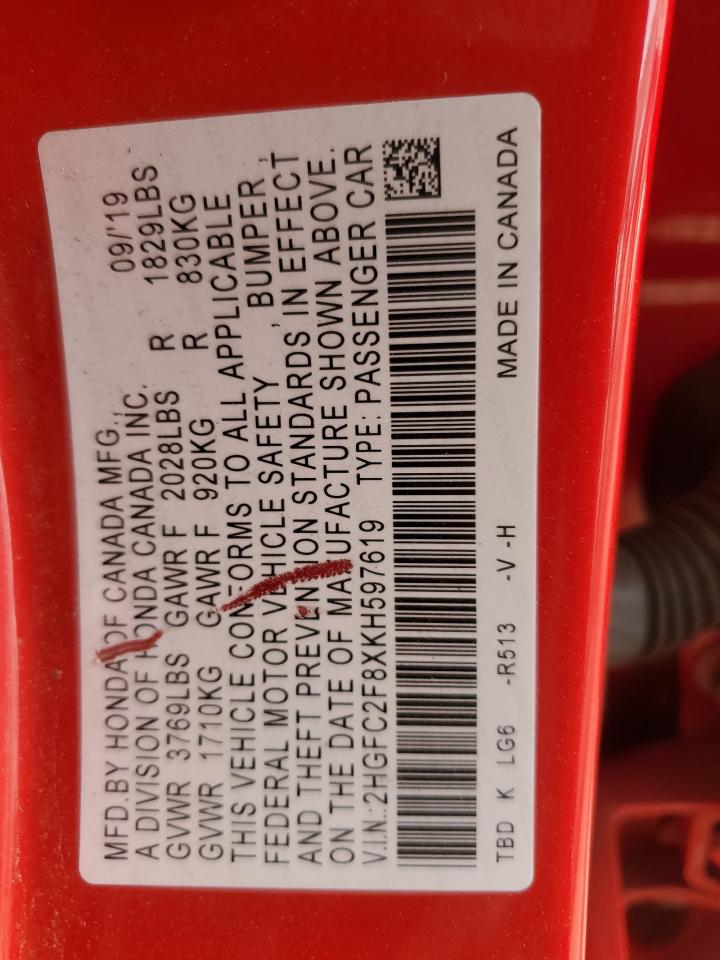 MFD.BY HONDA OF CANADA MFG., 09/'19
A DIVISION OF HONDA CANADA INC.
GVWR 3769LBS GAWR F 2028LBS R 1829LBS
GVWR 1710KG GAWR F 920KG R 830KG
THIS VEHICLE CONFORMS TO ALL APPLICABLE
FEDERAL MOTOR VEHICLE SAFETY , BUMPER ,
AND THEFT PREVENTION STANDARDS IN EFFECT
ON THE DATE OF MANUFACTURE SHOWN ABOVE.
V.I.N.:2HGFC2F8XKH597619 TYPE: PASSENGER CAR
TBD K LG6 -R513 -V -H MADE IN CANADA